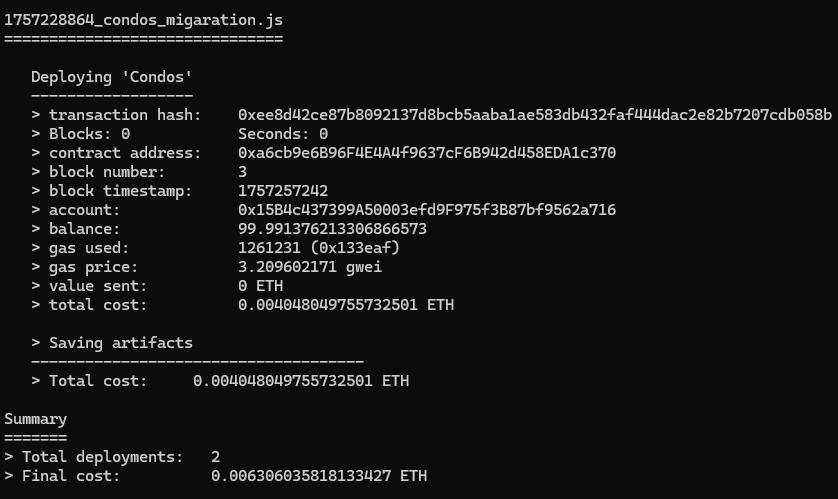 1757228864_condos_migaration.js
===============================
Deploying 'Condos'
------------------
> transaction hash: 0xee8d42ce87b8092137d8bcb5aaba1ae583db432faf444dac2e82b7207cdb058b
> Blocks: 0 Seconds: 0
> contract address: 0xa6cb9e6B96F4E4A4f9637cF6B942d458EDA1c370
> block number: 3
> block timestamp: 1757257242
> account: 0x15B4c437399A50003efd9F975f3B87bf9562a716
> balance: 99.991376213306866573
> gas used: 1261231 (0x133eaf)
> gas price: 3.209602171 gwei
> value sent: 0 ETH
> total cost: 0.004048049755732501 ETH
> Saving artifacts
-------------------------------------
> Total cost: 0.004048049755732501 ETH
Summary
=======
> Total deployments: 2
> Final cost: 0.006306035818133427 ETH